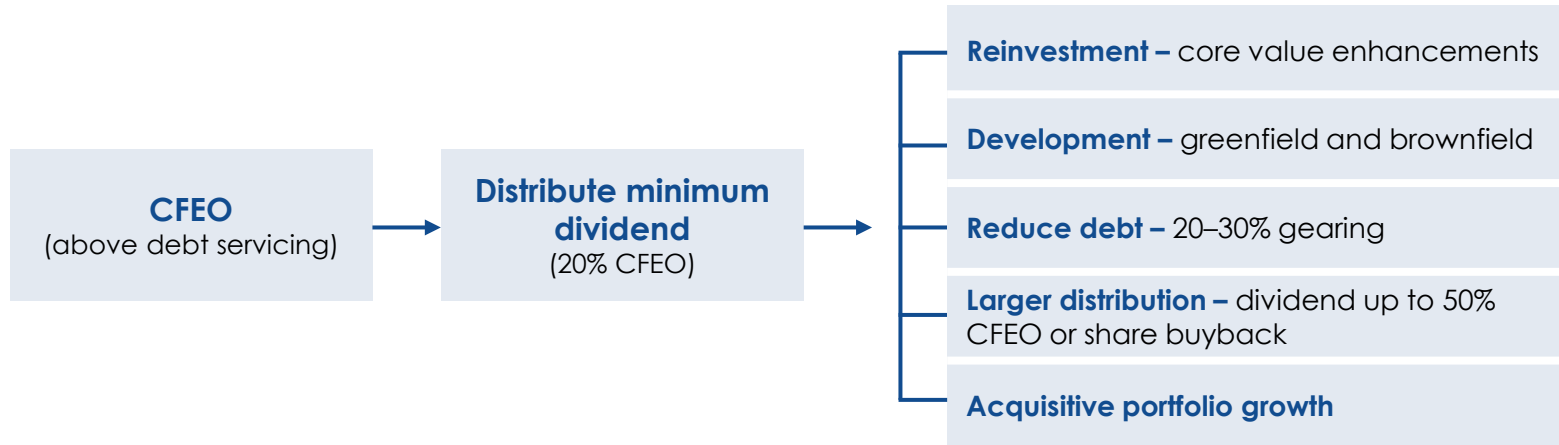 CFEO
(above debt servicing)
Distribute minimum
dividend
(20% CFEO)
Reinvestment – core value enhancements
Development – greenfield and brownfield
Reduce debt – 20–30% gearing
Larger distribution – dividend up to 50%
CFEO or share buyback
Acquisitive portfolio growth